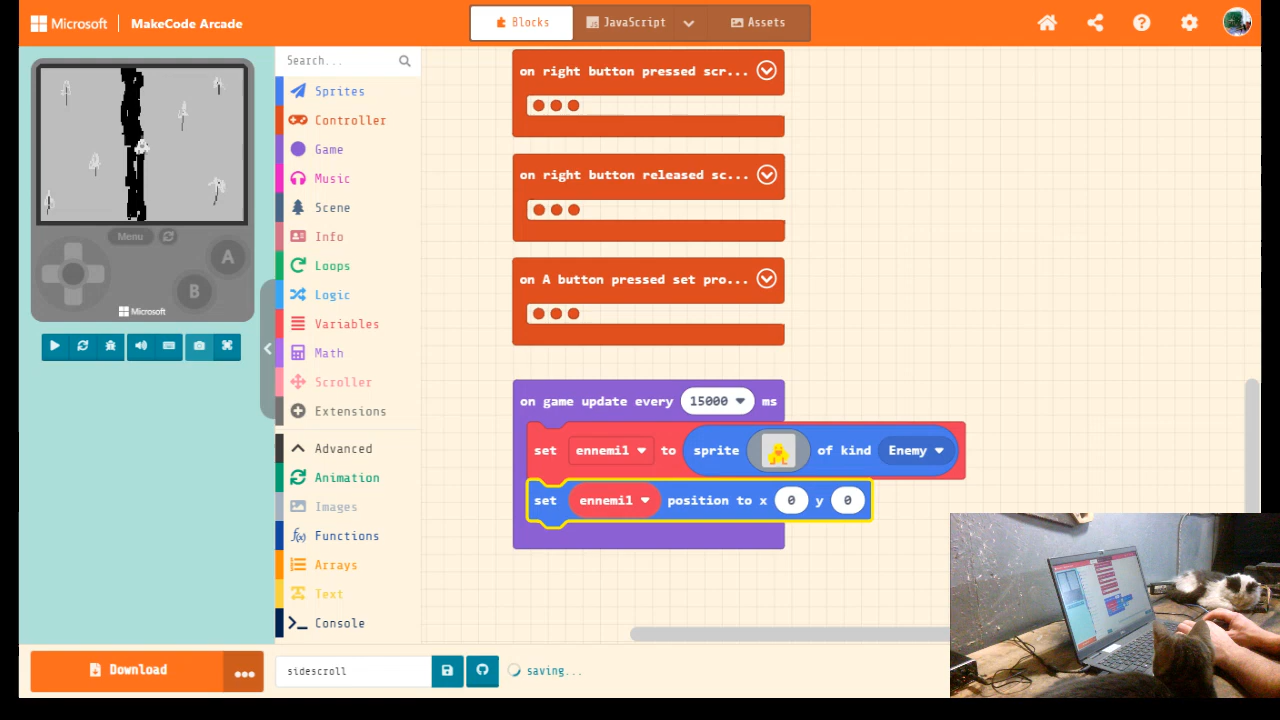 Microsoft
MakeCode Arcade
Blocks
JavaScript
Assets
Menu
A
B
Microsoft
Search...
Sprites
Controller
Game
Music
Scene
Info
Loops
Logic
Variables
Math
Scroller
Extensions
Advanced
Animation
Images
Functions
Arrays
Text
Console
on right button pressed scr...
on right button released sc...
on A button pressed set pro...
on game update every 15000 ms
set ennemi1 to sprite of kind Enemy
set ennemi1 position to x 0 y 0
Download
sidescroll
saving...